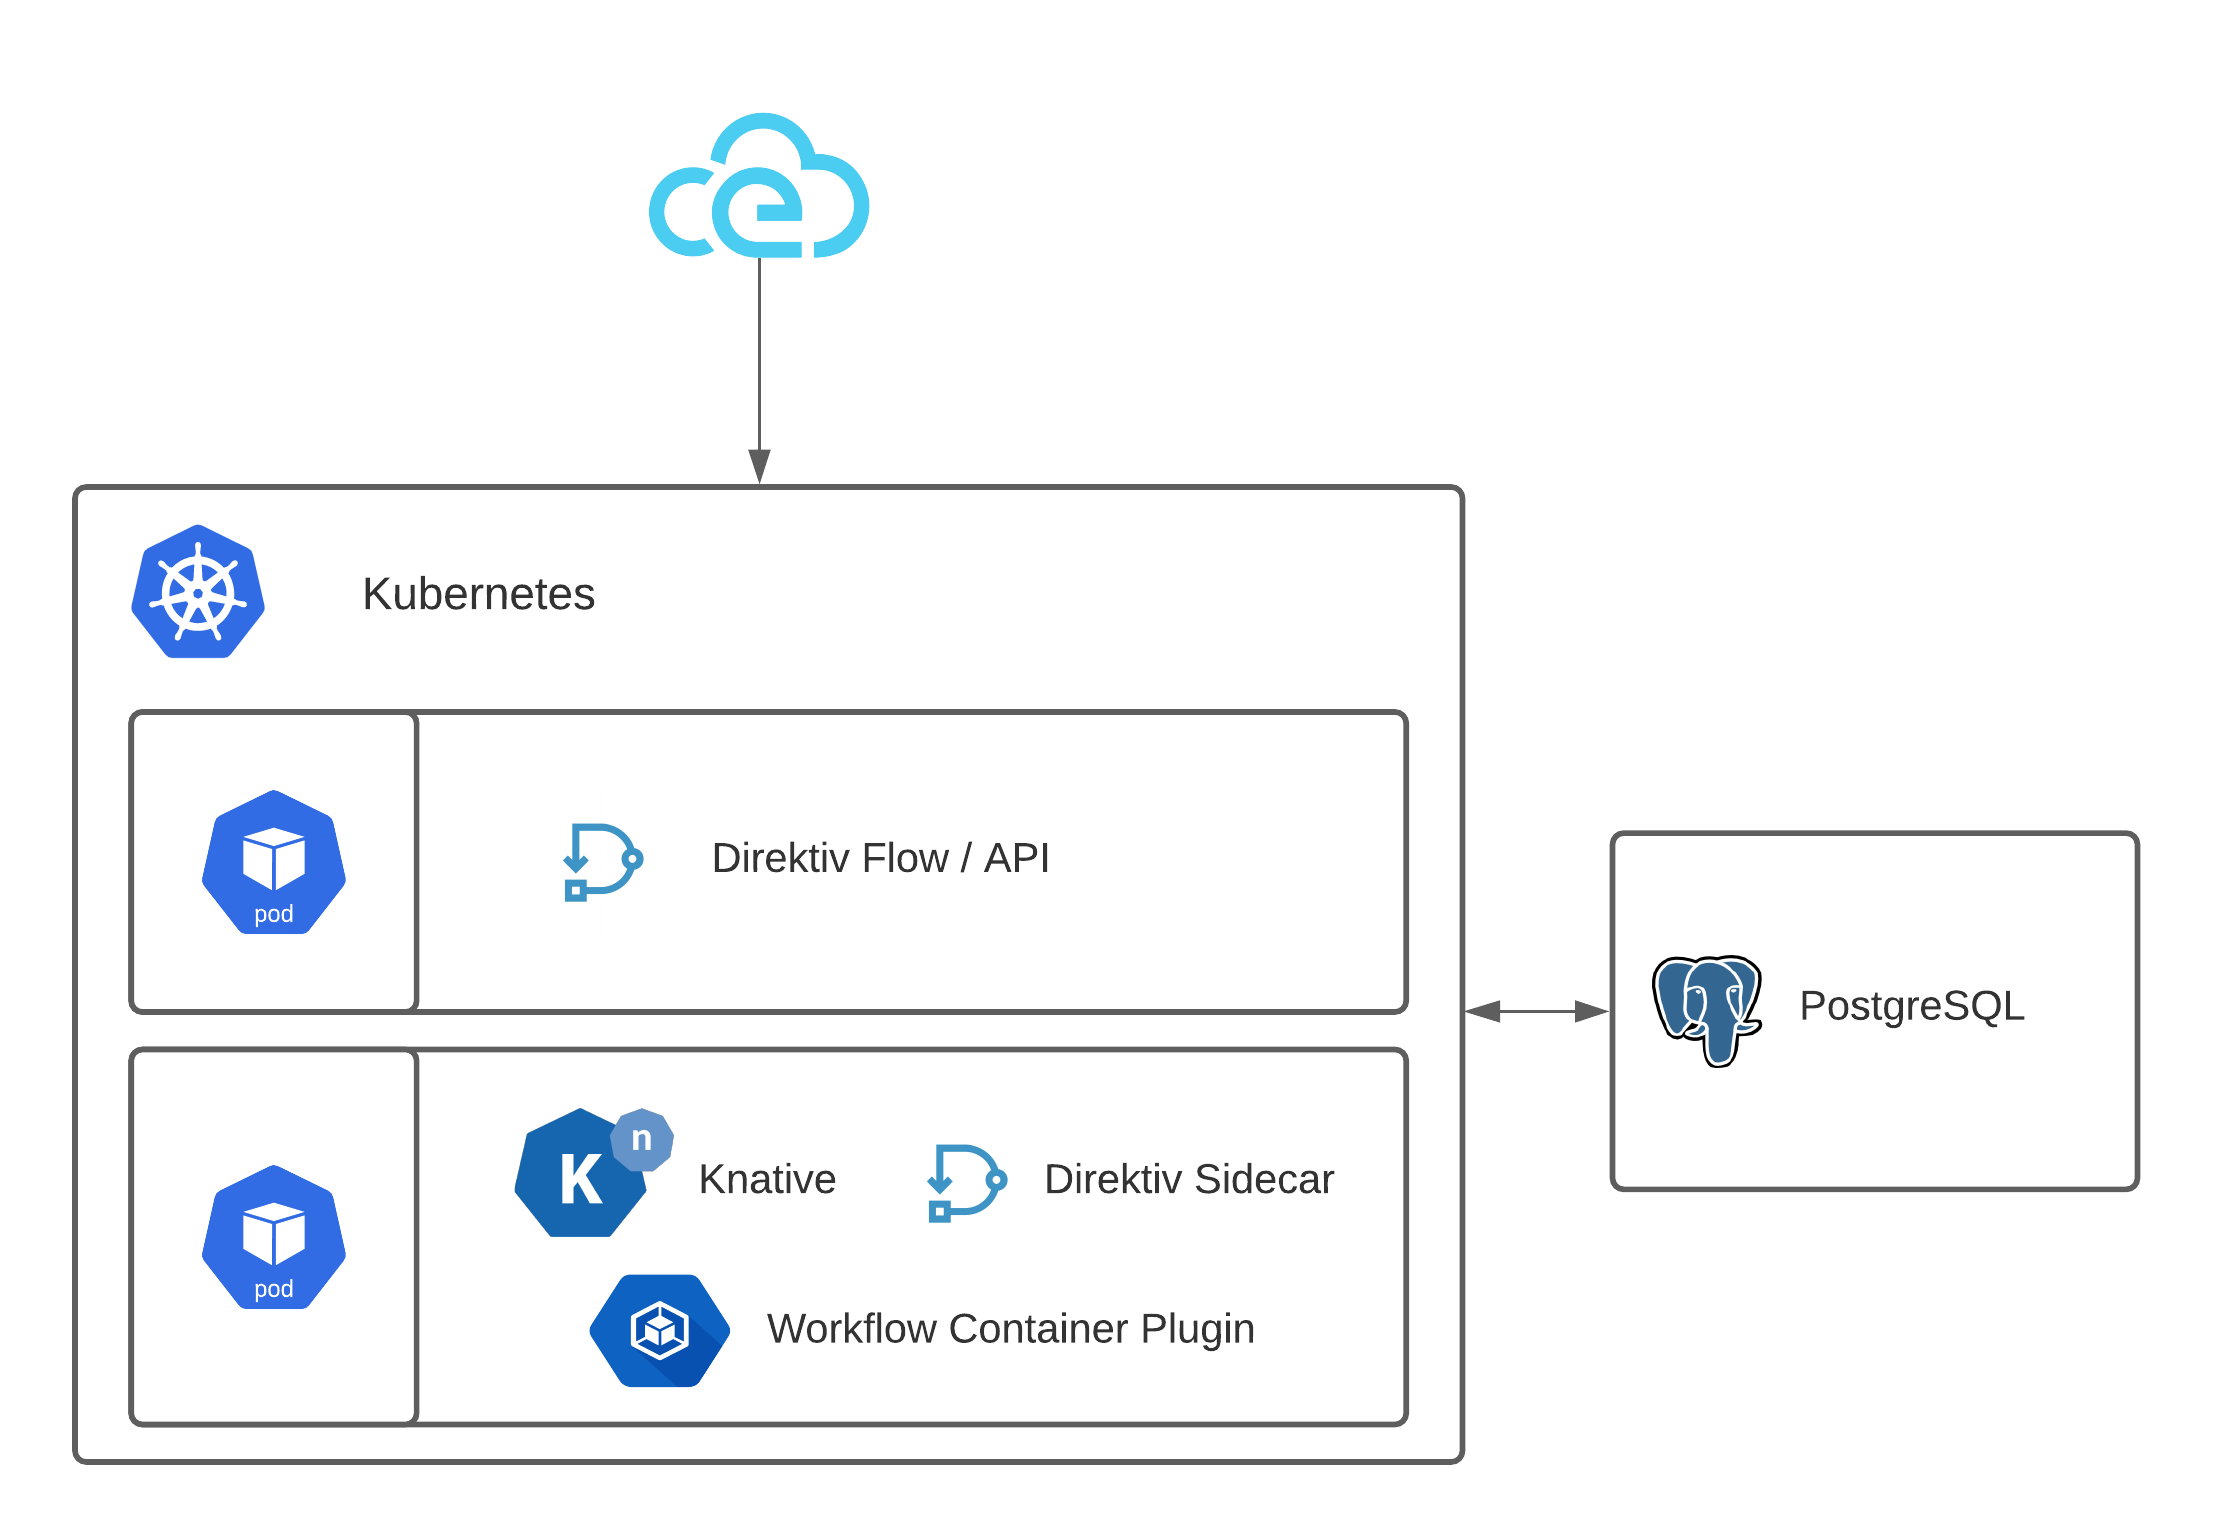 Kubernetes
pod
Direktiv Flow / API
PostgreSQL
K
n
Knative
Direktiv Sidecar
pod
Workflow Container Plugin